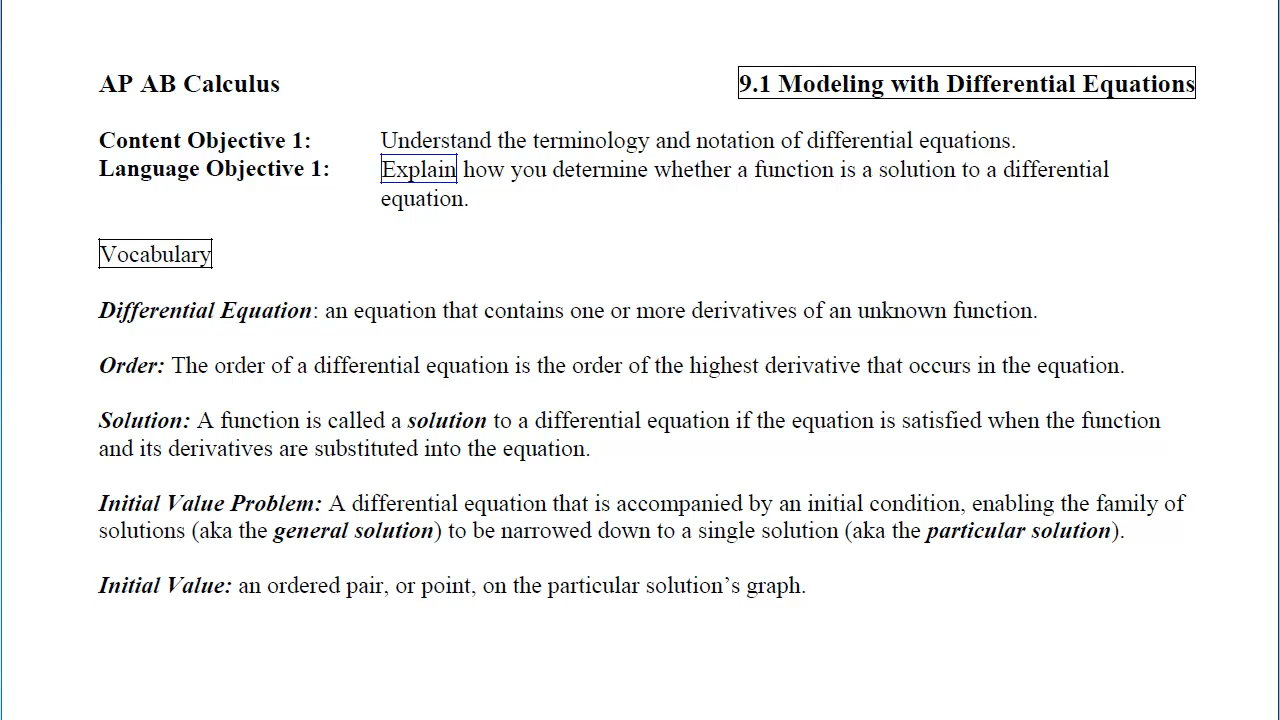 AP AB Calculus
9.1 Modeling with Differential Equations
Content Objective 1: Understand the terminology and notation of differential equations.
Language Objective 1: Explain how you determine whether a function is a solution to a differential
equation.
Vocabulary
Differential Equation: an equation that contains one or more derivatives of an unknown function.
Order: The order of a differential equation is the order of the highest derivative that occurs in the equation.
Solution: A function is called a solution to a differential equation if the equation is satisfied when the function
and its derivatives are substituted into the equation.
Initial Value Problem: A differential equation that is accompanied by an initial condition, enabling the family of
solutions (aka the general solution) to be narrowed down to a single solution (aka the particular solution).
Initial Value: an ordered pair, or point, on the particular solution’s graph.